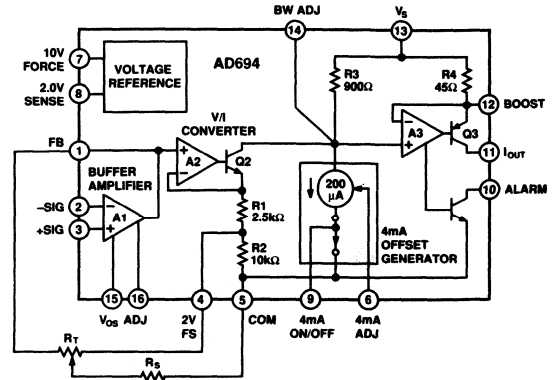 BW ADJ
VS
14
13
10V
FORCE
7
VOLTAGE
REFERENCE
AD694
R3
900Ω
R4
45Ω
2.0V
SENSE
8
12
BOOST
V/I
CONVERTER
A3
Q3
FB
1
A2
Q2
11
IOUT
BUFFER
AMPLIFIER
200
μA
10
ALARM
–SIG
2
A1
R1
2.5kΩ
+SIG
3
R2
10kΩ
4mA
OFFSET
GENERATOR
15
16
4
5
9
6
VOS ADJ
2V
FS
COM
4mA
ON/OFF
4mA
ADJ
RT
RS